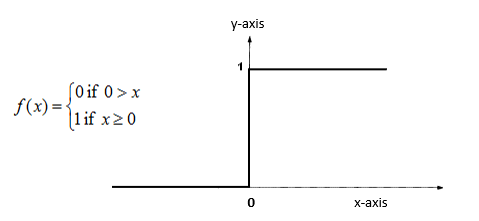 y-axis
1
f(x) = {0 if 0 > x
1 if x ≥ 0
0
x-axis